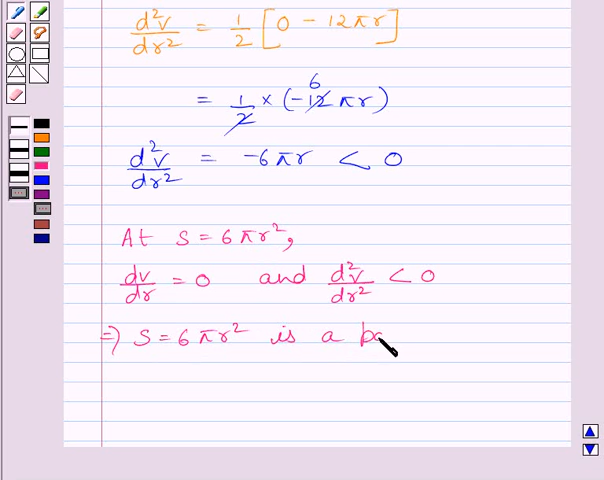 d²v/dr² = 1/2 [0 - 12πr]
= 1/2 × (-12πr) 6
d²v/dr² = -6πr < 0
At S = 6πr²,
dv/dr = 0 and d²v/dr² < 0
⇒ S = 6πr² is a